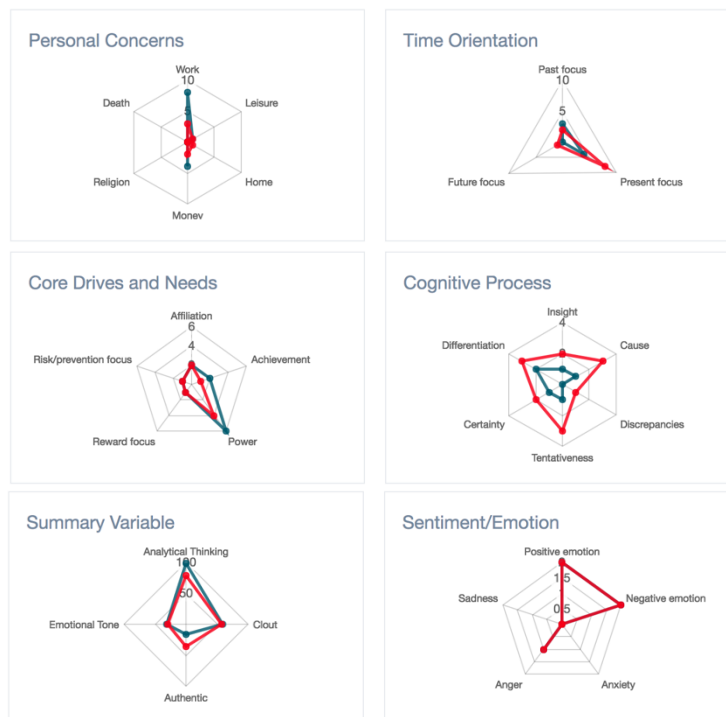 Personal Concerns
Work
10
5
Death
Leisure
Religion
Home
Money
Time Orientation
Past focus
10
5
Future focus
Present focus
Core Drives and Needs
Affiliation
6
4
Risk/prevention focus
Achievement
Reward focus
Power
Cognitive Process
Insight
4
Differentiation
Cause
Certainty
Discrepancies
Tentativeness
Summary Variable
Analytical Thinking
100
50
Emotional Tone
Clout
Authentic
Sentiment/Emotion
Positive emotion
1.5
Sadness
Negative emotion
0.5
Anger
Anxiety